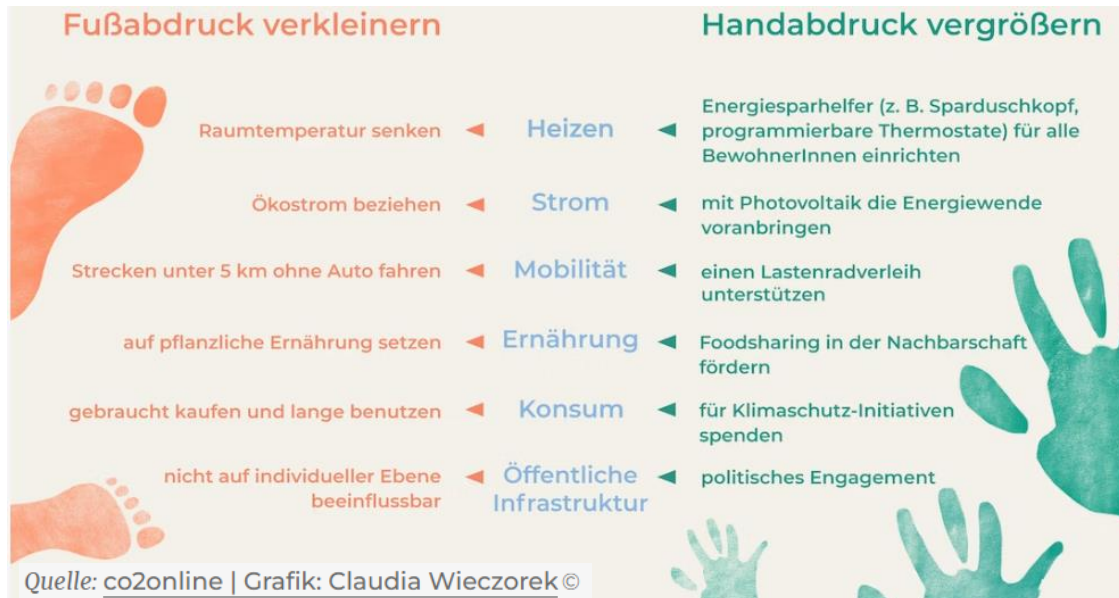 Fußabdruck verkleinern
Handabdruck vergrößern
Raumtemperatur senken
Heizen
Energiesparhelfer (z. B. Sparduschkopf,
programmierbare Thermostate) für alle
BewohnerInnen einrichten
Ökostrom beziehen
Strom
mit Photovoltaik die Energiewende
voranbringen
Strecken unter 5 km ohne Auto fahren
Mobilität
einen Lastenradverleih
unterstützen
auf pflanzliche Ernährung setzen
Ernährung
Foodsharing in der Nachbarschaft
fördern
gebraucht kaufen und lange benutzen
Konsum
für Klimaschutz-Initiativen
spenden
nicht auf individueller Ebene
beeinflussbar
Öffentliche
Infrastruktur
politisches Engagement
Quelle: co2online | Grafik: Claudia Wieczorek ©